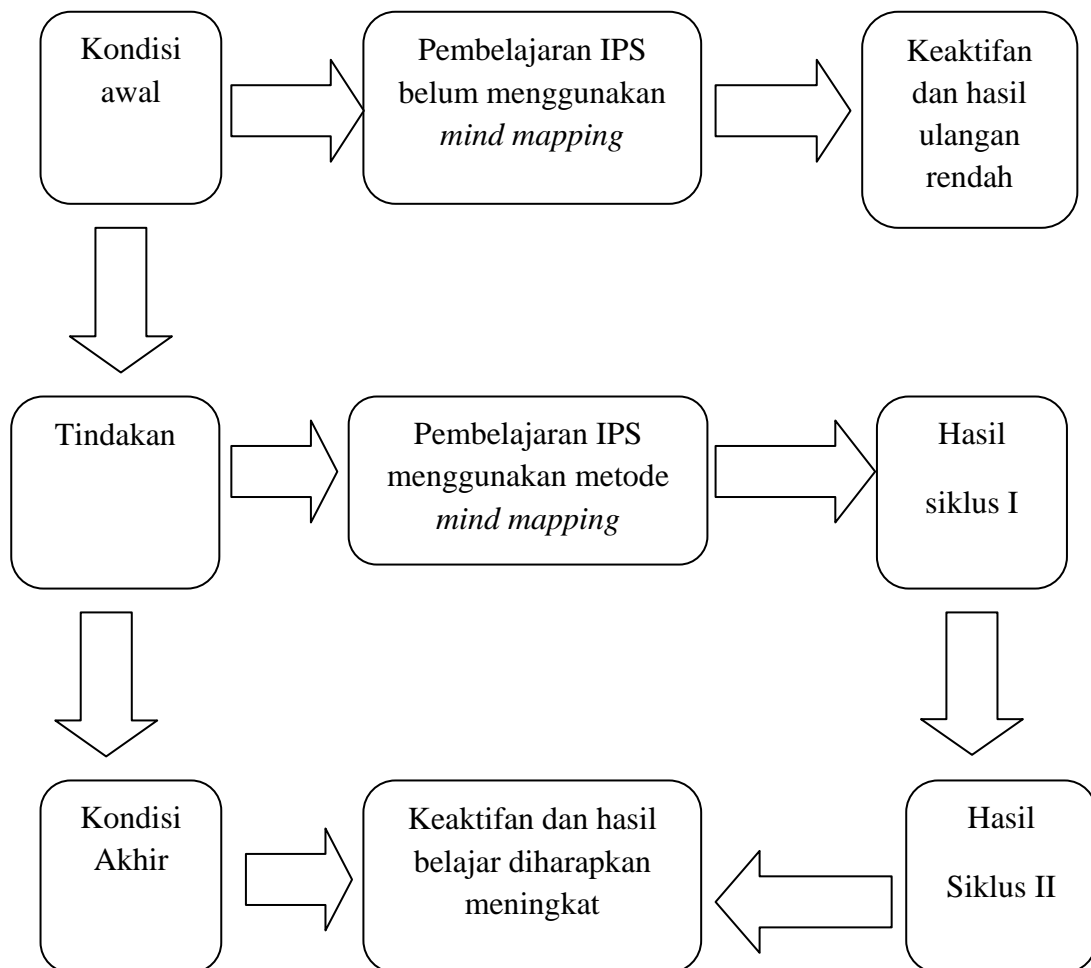 Kondisi
awal
Pembelajaran IPS
belum menggunakan
mind mapping
Keaktifan
dan hasil
ulangan
rendah
Tindakan
Pembelajaran IPS
menggunakan metode
mind mapping
Hasil
siklus I
Kondisi
Akhir
Keaktifan dan hasil
belajar diharapkan
meningkat
Hasil
Siklus II